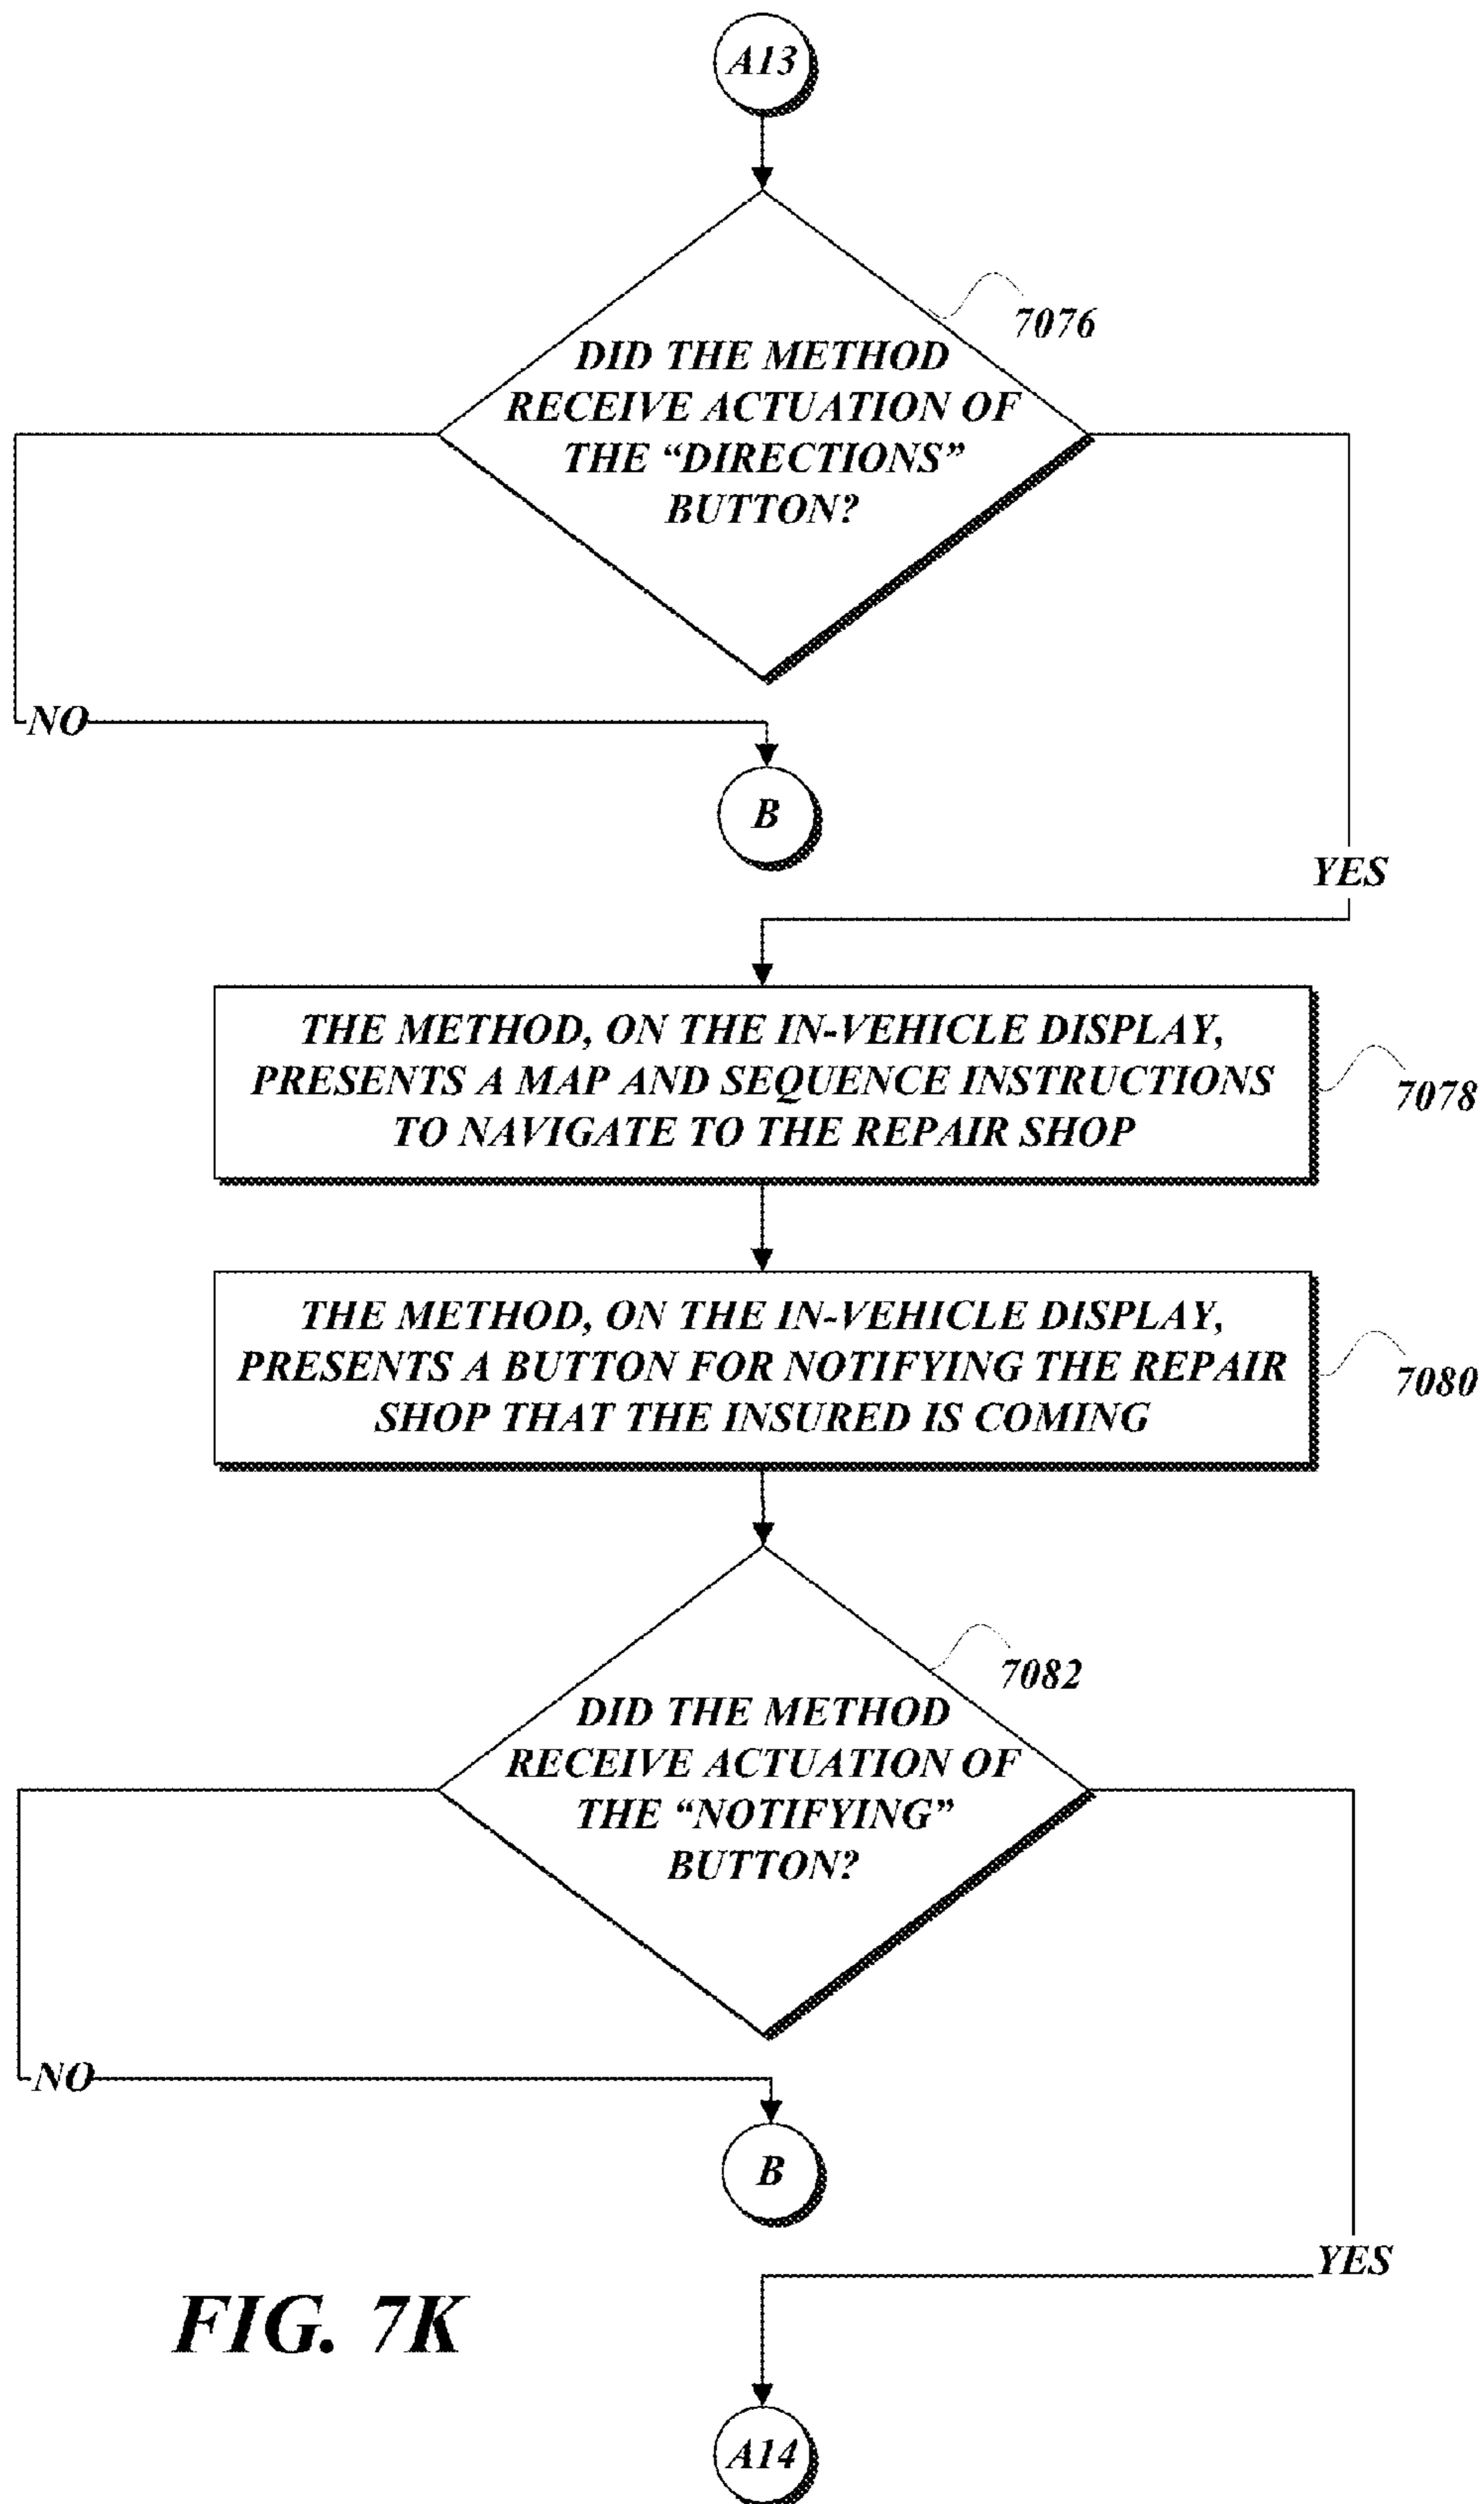 A13
7076
DID THE METHOD
RECEIVE ACTUATION OF
THE “DIRECTIONS”
BUTTON?
NO
B
YES
THE METHOD, ON THE IN-VEHICLE DISPLAY,
PRESENTS A MAP AND SEQUENCE INSTRUCTIONS
TO NAVIGATE TO THE REPAIR SHOP
7078
THE METHOD, ON THE IN-VEHICLE DISPLAY,
PRESENTS A BUTTON FOR NOTIFYING THE REPAIR
SHOP THAT THE INSURED IS COMING
7080
7082
DID THE METHOD
RECEIVE ACTUATION OF
THE “NOTIFYING”
BUTTON?
NO
B
YES
FIG. 7K
A14